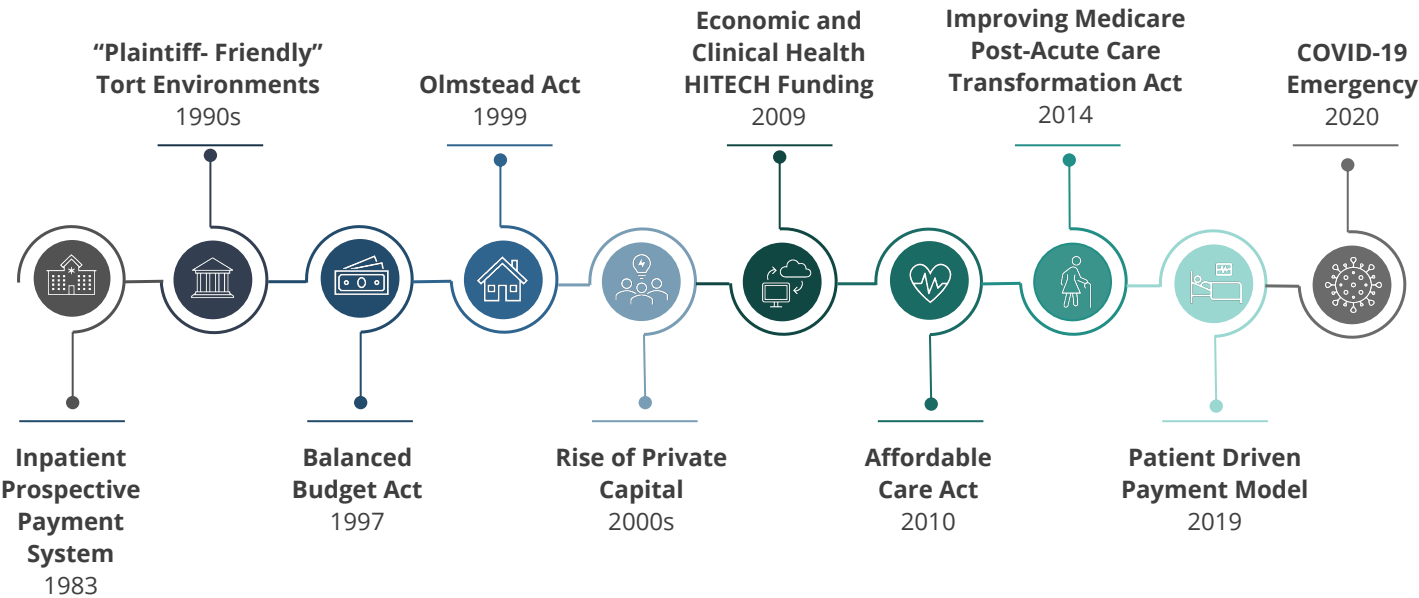 Inpatient
Prospective
Payment
System
1983
“Plaintiff- Friendly”
Tort Environments
1990s
Balanced
Budget Act
1997
Olmstead Act
1999
Rise of Private
Capital
2000s
Economic and
Clinical Health
HITECH Funding
2009
Affordable
Care Act
2010
Improving Medicare
Post-Acute Care
Transformation Act
2014
Patient Driven
Payment Model
2019
COVID-19
Emergency
2020